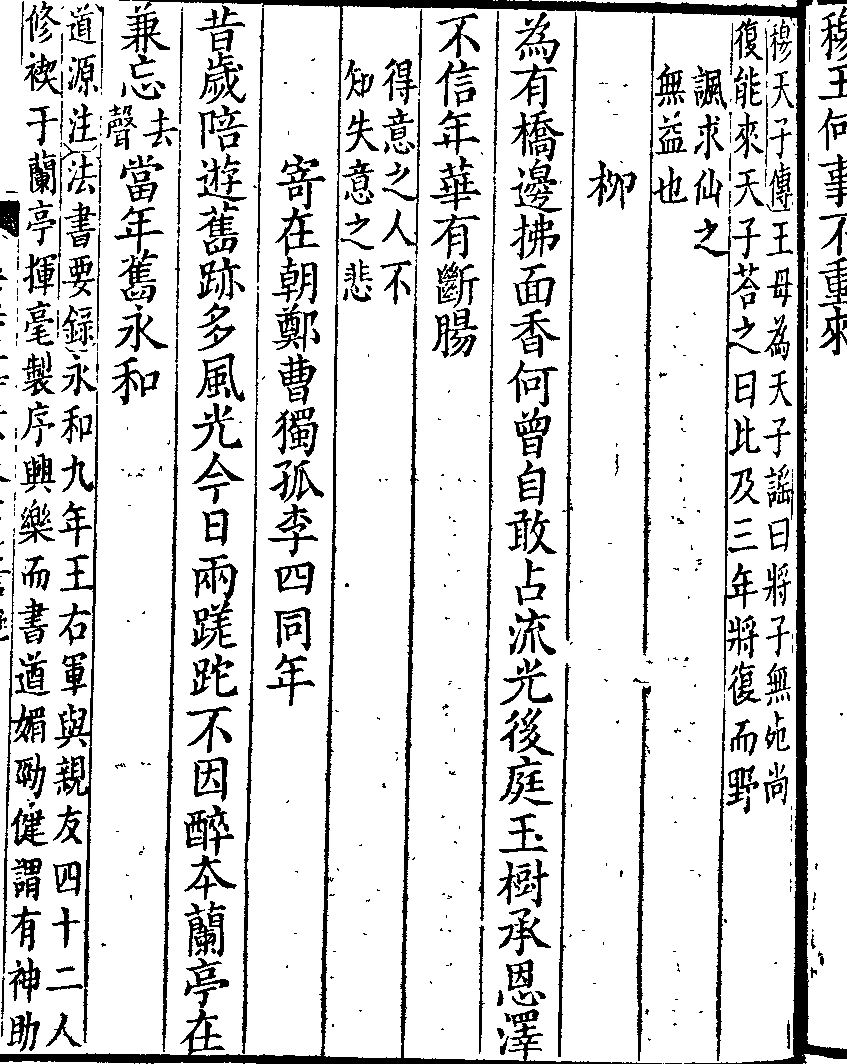 穆王何事不重來
穆天子傳王母為天子謠曰將子無死尚
復能來天子荅之曰比及三年將復而野
諷求仙之
無益也
柳
為有橋邊拂面香何曾自敢占流光後庭玉樹承恩澤
不信年華有斷腸
得意之人不
知失意之悲
寄在朝鄭曹獨孤李四同年
昔歲陪遊舊跡多風光今日兩蹉跎不因醉本蘭亭在
兼忘去聲當年舊永和
道源注法書要錄永和九年王右軍與親友四十二人
修禊于蘭亭揮毫製序興樂而書遒媚勁健謂有神助